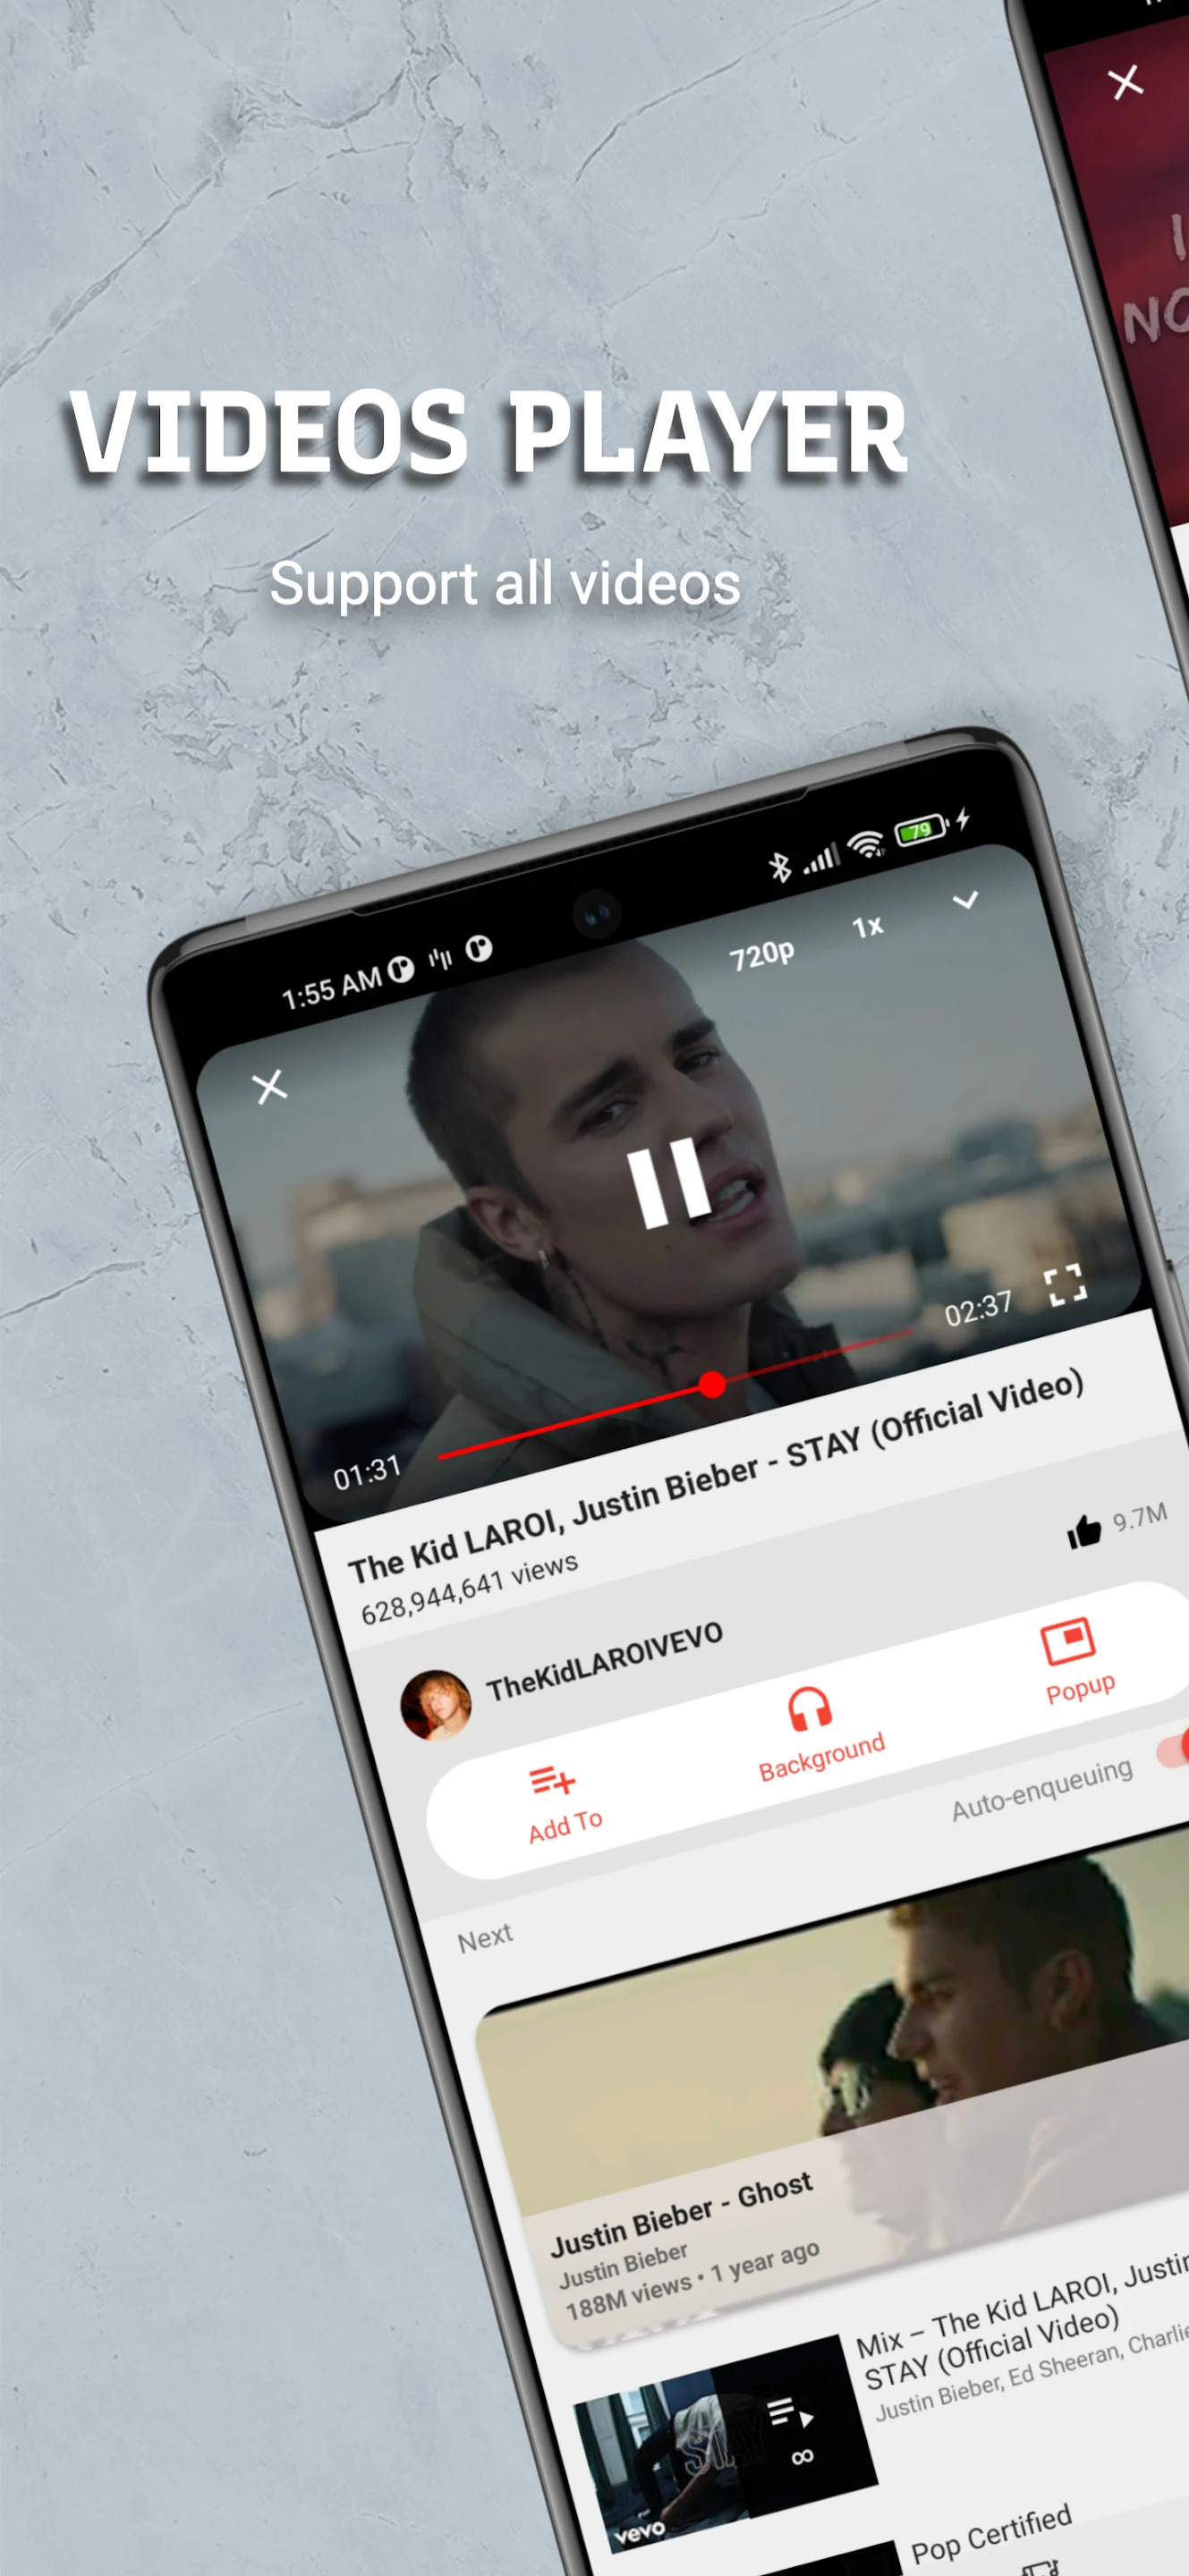 VIDEOS PLAYER
Support all videos
NO
1:55 AM
79
720p
1x
01:31
02:37
The Kid LAROI, Justin Bieber - STAY (Official Video)
628,944,641 views
9.7M
TheKidLAROIVEVO
Add To
Background
Popup
Auto-enqueuing
Next
Justin Bieber - Ghost
Justin Bieber
188M views • 1 year ago
Mix – The Kid LAROI, Justin
STAY (Official Video)
Justin Bieber, Ed Sheeran, Charlie
STAY
vevo
Pop Certified